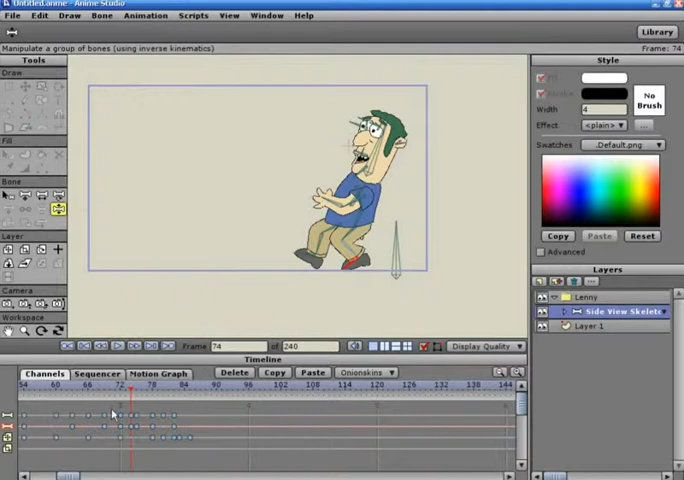 Untitled.anme - Anime Studio
File Edit Draw Bone Animation Scripts View Window Help
Library
Manipulate a group of bones (using inverse kinematics) Frame: 74
Tools
Draw
Fill
Bone
Layer
Camera
Workspace
Style
Fill
Stroke
Width 4
Effect <plain> ...
No Brush
Swatches .Default.png
Copy Paste Reset
Advanced
Layers
Lenny
Side View Skeleto
Layer 1
Frame 74 of 240 Display Quality
Timeline
Channels Sequencer Motion Graph Delete Copy Paste Onionskins
54 60 66 72 78 84 90 96 102 108 114 120 126 132 138 144